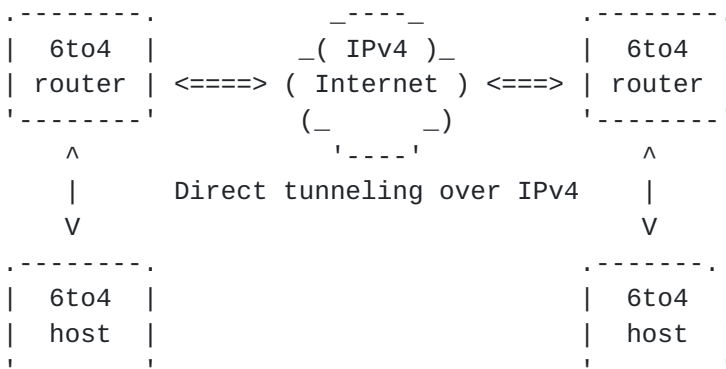 .--------. _----_ .--------.
| 6to4 | _( IPv4 )_ | 6to4
| router | <====> ( Internet ) <===> | router
'--------' (_ _) '--------'
^ '----' ^
| Direct tunneling over IPv4 |
V V
.--------. .-------.
| 6to4 | | 6to4
| host | | host
' ' '